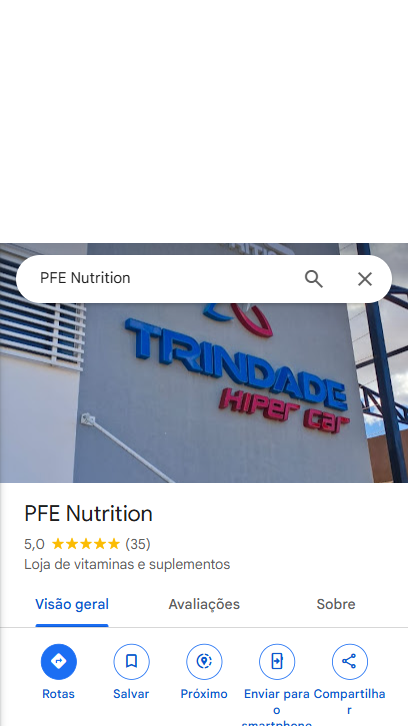 PFE Nutrition
TRINDADE
HIPER CAR
PFE Nutrition
5,0 (35)
Loja de vitaminas e suplementos
Visão geral Avaliações Sobre
Rotas Salvar Próximo Enviar para o smartphone Compartilhar